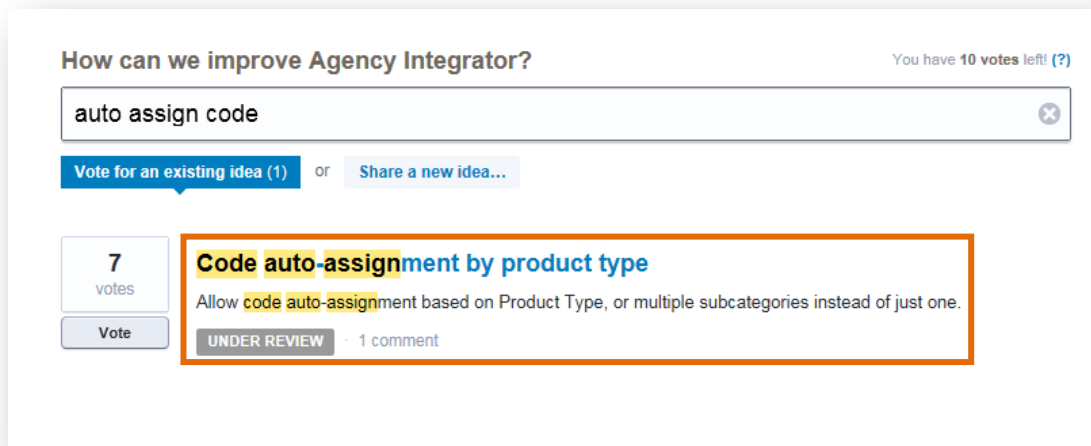 How can we improve Agency Integrator?
You have 10 votes left! (?)
auto assign code
Vote for an existing idea (1) or Share a new idea...
7
votes
Vote
Code auto-assignment by product type
Allow code auto-assignment based on Product Type, or multiple subcategories instead of just one.
UNDER REVIEW · 1 comment